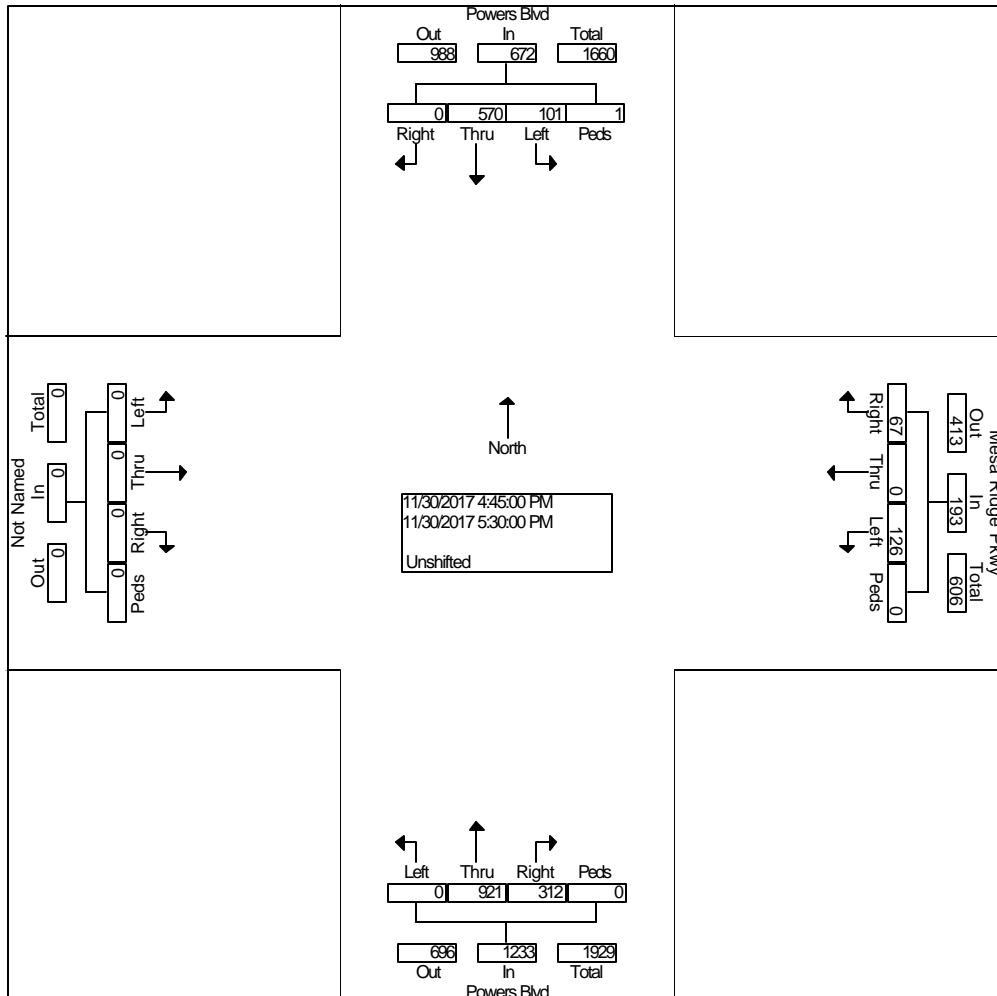 Powers Blvd
Out In Total
988 672 1660
0 570 101 1
Right Thru Left Peds
Not Named
Total In Out
0 0 0
0 0 0 0
Left Thru Right Peds
North
11/30/2017 4:45:00 PM
11/30/2017 5:30:00 PM
Unshifted
Mesa Ridge Pkwy
Out In Total
413 193 606
67 0 126 0
Right Thru Left Peds
Left Thru Right Peds
0 921 312 0
696 1233 1929
Out In Total
Powers Blvd